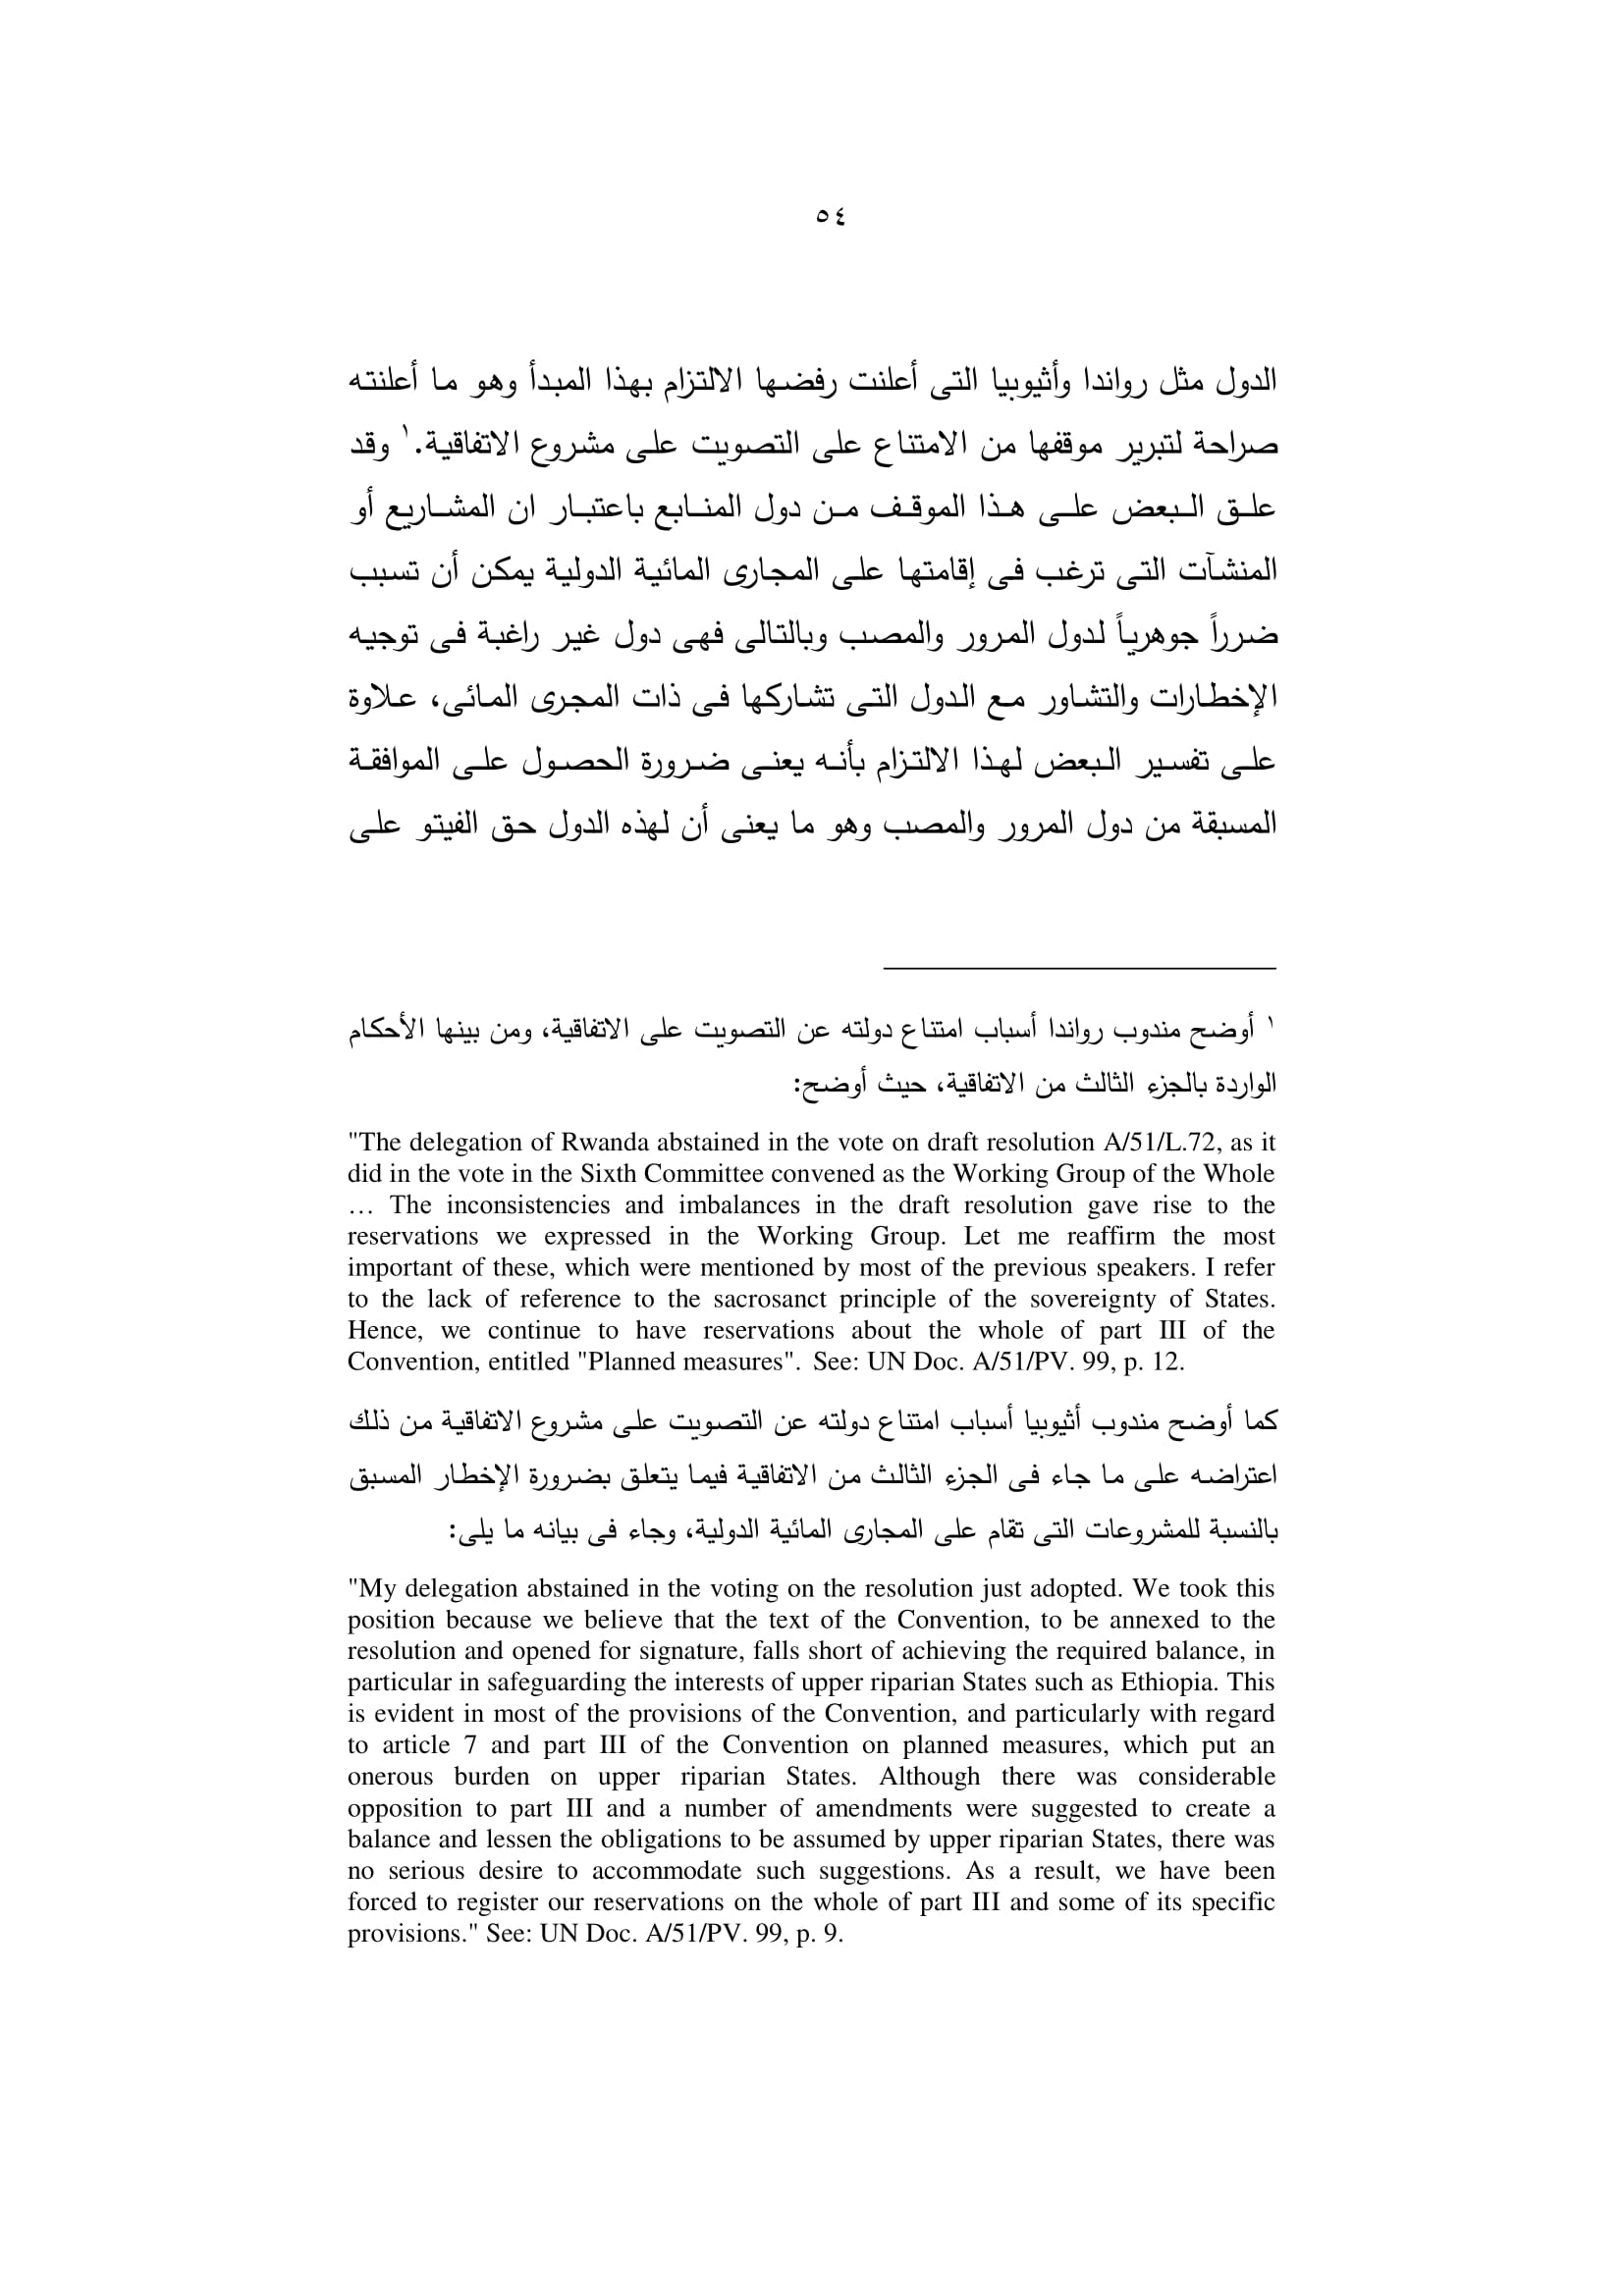 ٥٤
الدول مثل رواندا وأثيوبيا التى أعلنت رفضها الالتزام بهذا المبدأ وهو ما أعلنته
صراحة لتبرير موقفها من الامتناع على التصويت على مشروع الاتفاقية.١ وقد
علق البعض على هذا الموقف من دول المنابع باعتبار ان المشاريع أو
المنشآت التى ترغب فى إقامتها على المجارى المائية الدولية يمكن أن تسبب
ضرراً جوهرياً لدول المرور والمصب وبالتالى فهى دول غير راغبة فى توجيه
الإخطارات والتشاور مع الدول التى تشاركها فى ذات المجرى المائى، علاوة
على تفسير البعض لهذا الالتزام بأنه يعنى ضرورة الحصول على الموافقة
المسبقة من دول المرور والمصب وهو ما يعنى أن لهذه الدول حق الفيتو على
١ أوضح مندوب رواندا أسباب امتناع دولته عن التصويت على الاتفاقية، ومن بينها الأحكام
الواردة بالجزء الثالث من الاتفاقية، حيث أوضح:
"The delegation of Rwanda abstained in the vote on draft resolution A/51/L.72, as it
did in the vote in the Sixth Committee convened as the Working Group of the Whole
… The inconsistencies and imbalances in the draft resolution gave rise to the
reservations we expressed in the Working Group. Let me reaffirm the most
important of these, which were mentioned by most of the previous speakers. I refer
to the lack of reference to the sacrosanct principle of the sovereignty of States.
Hence, we continue to have reservations about the whole of part III of the
Convention, entitled "Planned measures". See: UN Doc. A/51/PV. 99, p. 12.
كما أوضح مندوب أثيوبيا أسباب امتناع دولته عن التصويت على مشروع الاتفاقية من ذلك
اعتراضه على ما جاء فى الجزء الثالث من الاتفاقية فيما يتعلق بضرورة الإخطار المسبق
بالنسبة للمشروعات التى تقام على المجارى المائية الدولية، وجاء فى بيانه ما يلى:
"My delegation abstained in the voting on the resolution just adopted. We took this
position because we believe that the text of the Convention, to be annexed to the
resolution and opened for signature, falls short of achieving the required balance, in
particular in safeguarding the interests of upper riparian States such as Ethiopia. This
is evident in most of the provisions of the Convention, and particularly with regard
to article 7 and part III of the Convention on planned measures, which put an
onerous burden on upper riparian States. Although there was considerable
opposition to part III and a number of amendments were suggested to create a
balance and lessen the obligations to be assumed by upper riparian States, there was
no serious desire to accommodate such suggestions. As a result, we have been
forced to register our reservations on the whole of part III and some of its specific
provisions." See: UN Doc. A/51/PV. 99, p. 9.